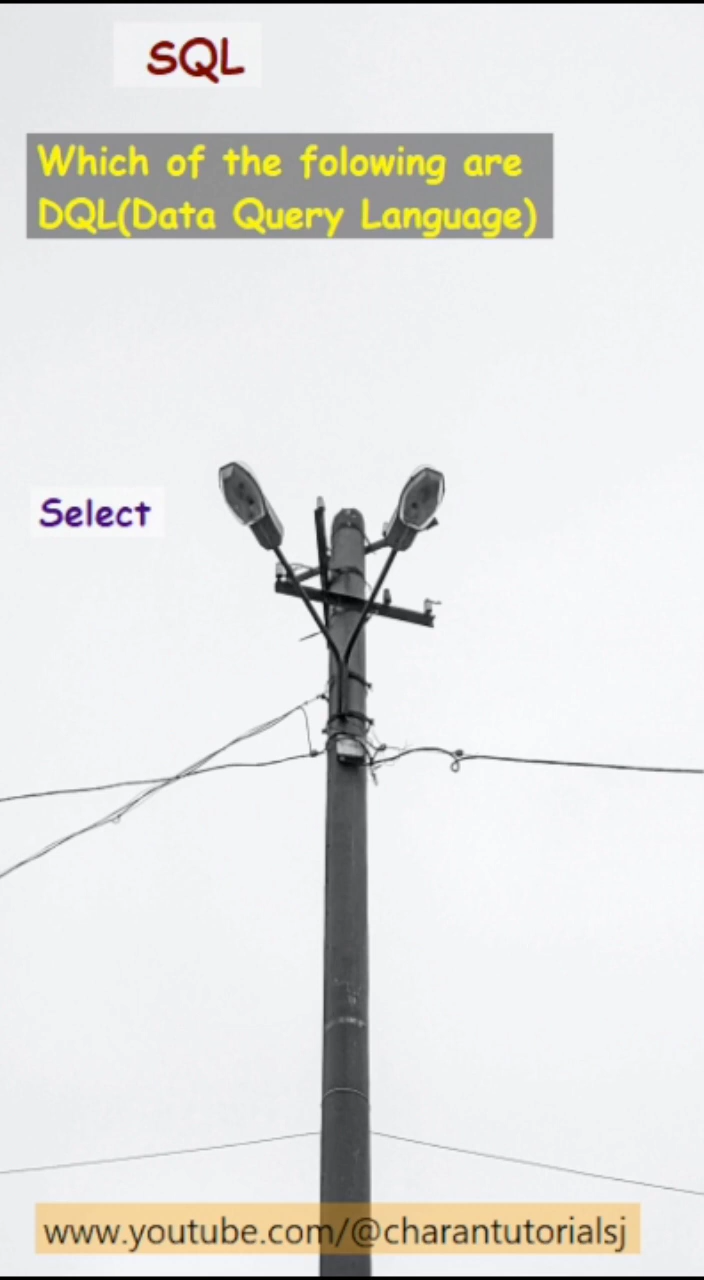 SQL
Which of the folowing are
DQL(Data Query Language)
Select
www.youtube.com/@charantutorialsj